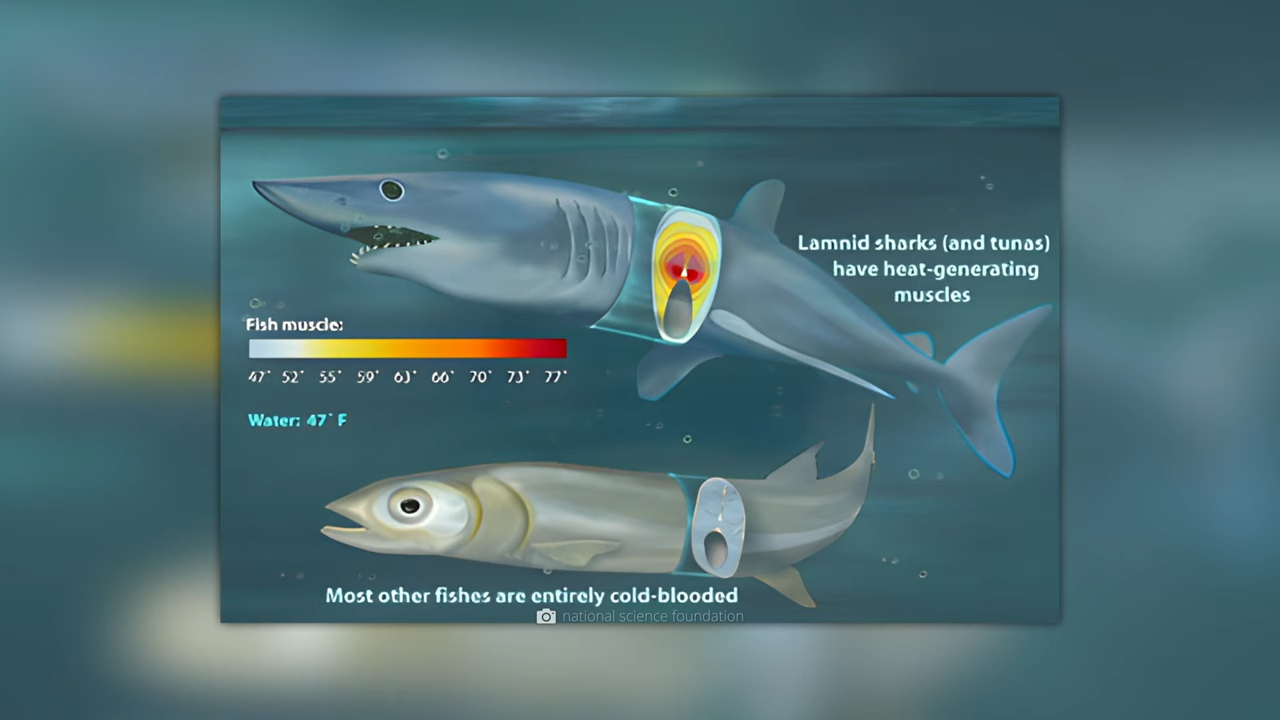 Lamnid sharks (and tunas)
have heat-generating
muscles
Fish muscle:
47° 52° 55° 59° 63° 66° 70° 73° 77°
Water: 47° F
Most other fishes are entirely cold-blooded
national science foundation